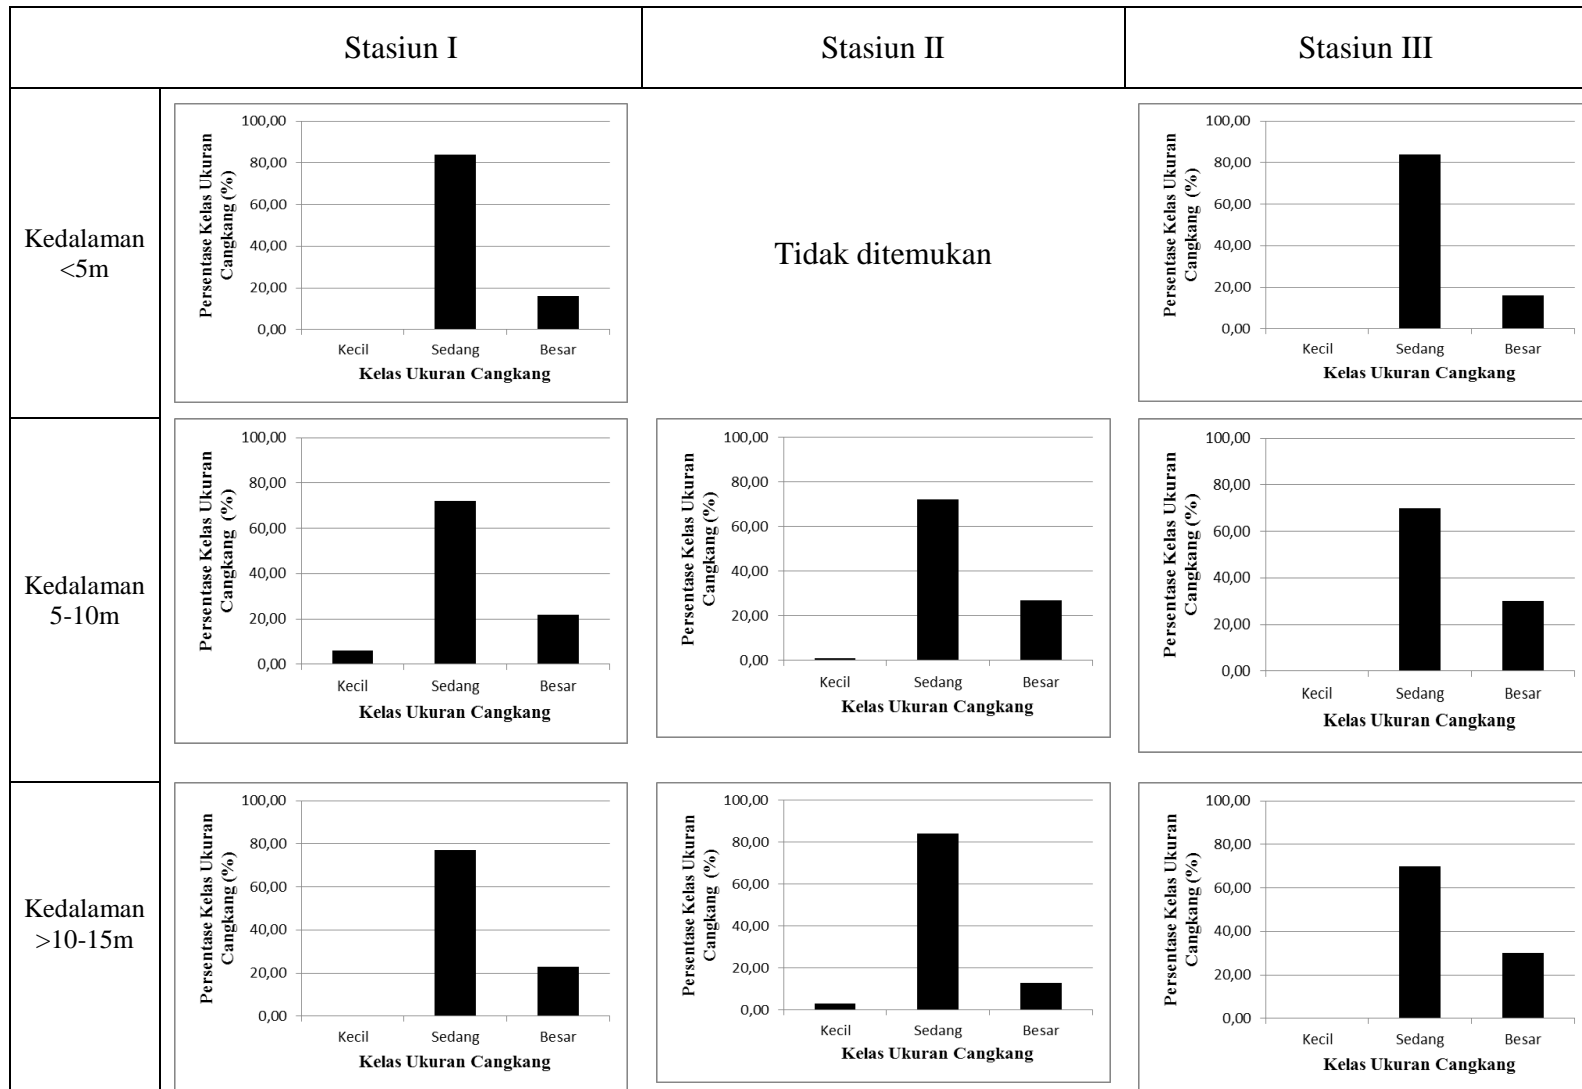 Stasiun I
Stasiun II
Stasiun III
Kedalaman
<5m
Persentase Kelas Ukuran
Cangkang (%)
100,00
80,00
60,00
40,00
20,00
0,00
Kecil Sedang Besar
Kelas Ukuran Cangkang
Tidak ditemukan
Persentase Kelas Ukuran
Cangkang (%)
100,00
80,00
60,00
40,00
20,00
0,00
Kecil Sedang Besar
Kelas Ukuran Cangkang
Kedalaman
5-10m
Persentase Kelas Ukuran
Cangkang (%)
100,00
80,00
60,00
40,00
20,00
0,00
Kecil Sedang Besar
Kelas Ukuran Cangkang
Persentase Kelas Ukuran
Cangkang (%)
100,00
80,00
60,00
40,00
20,00
0,00
Kecil Sedang Besar
Kelas Ukuran Cangkang
Persentase Kelas Ukuran
Cangkang (%)
100,00
80,00
60,00
40,00
20,00
0,00
Kecil Sedang Besar
Kelas Ukuran Cangkang
Kedalaman
>10-15m
Persentase Kelas Ukuran
Cangkang (%)
100,00
80,00
60,00
40,00
20,00
0,00
Kecil Sedang Besar
Kelas Ukuran Cangkang
Persentase Kelas Ukuran
Cangkang (%)
100,00
80,00
60,00
40,00
20,00
0,00
Kecil Sedang Besar
Kelas Ukuran Cangkang
Persentase Kelas Ukuran
Cangkang (%)
100,00
80,00
60,00
40,00
20,00
0,00
Kecil Sedang Besar
Kelas Ukuran Cangkang